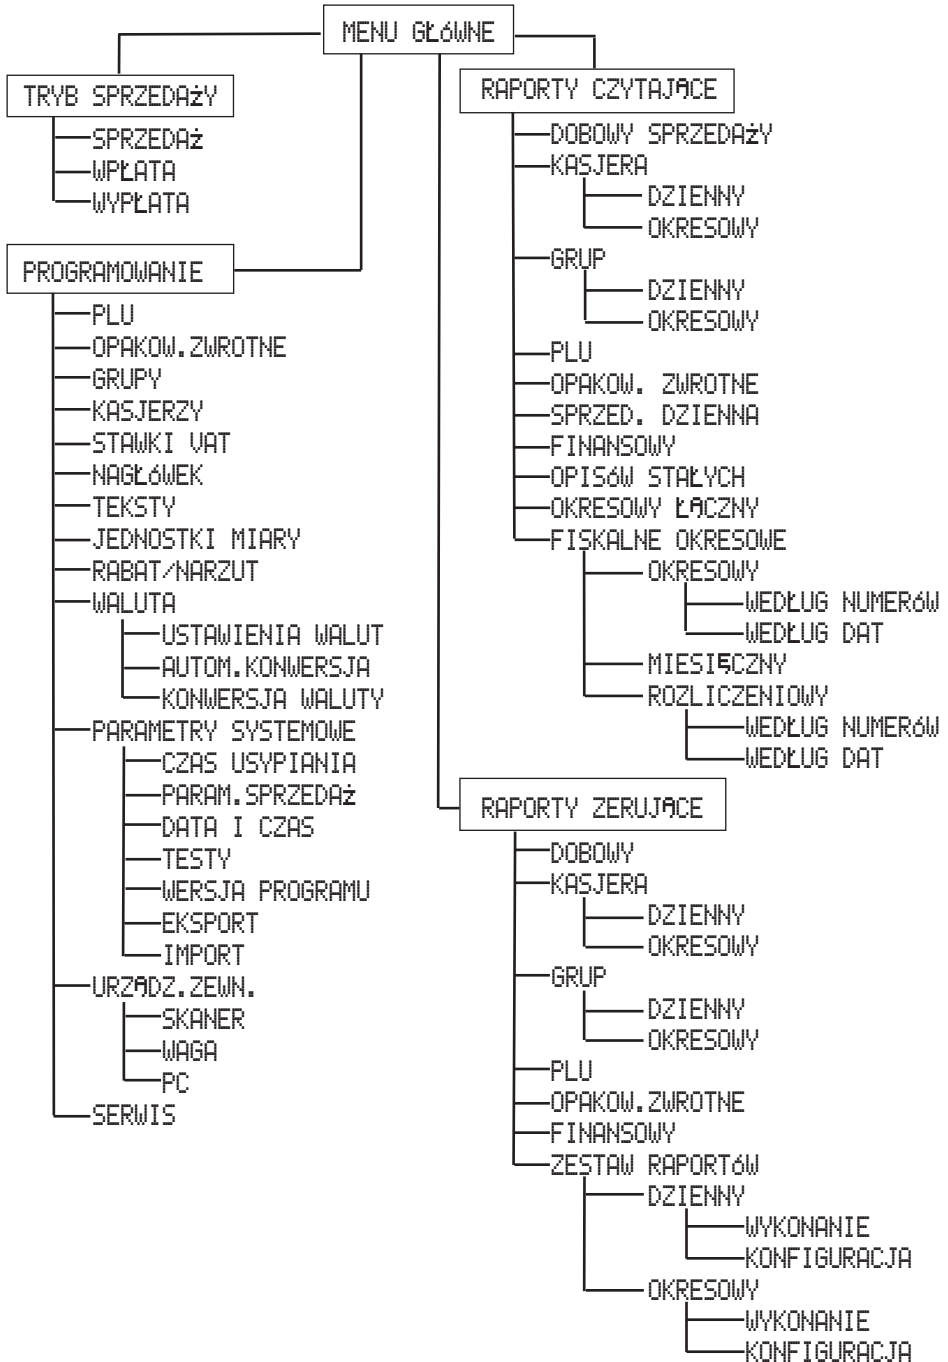 MENU GŁÓWNE
TRYB SPRZEDAŻY
SPRZEDAŻ
WPŁATA
WYPŁATA
PROGRAMOWANIE
PLU
OPAKOW.ZWROTNE
GRUPY
KASJERZY
STAWKI VAT
NAGŁÓWEK
TEKSTY
JEDNOSTKI MIARY
RABAT/NARZUT
WALUTA
USTAWIENIA WALUT
AUTOM.KONWERSJA
KONWERSJA WALUTY
PARAMETRY SYSTEMOWE
CZAS USYPIANIA
PARAM.SPRZEDAŻ
DATA I CZAS
TESTY
WERSJA PROGRAMU
EKSPORT
IMPORT
URZĄDZ.ZEWN.
SKANER
WAGA
PC
SERWIS
RAPORTY CZYTAJĄCE
DOBOWY SPRZEDAŻY
KASJERA
DZIENNY
OKRESOWY
GRUP
DZIENNY
OKRESOWY
PLU
OPAKOW. ZWROTNE
SPRZED. DZIENNA
FINANSOWY
OPISÓW STAŁYCH
OKRESOWY ŁĄCZNY
FISKALNE OKRESOWE
OKRESOWY
WEDŁUG NUMERÓW
WEDŁUG DAT
MIESIĘCZNY
ROZLICZENIOWY
WEDŁUG NUMERÓW
WEDŁUG DAT
RAPORTY ZERUJĄCE
DOBOWY
KASJERA
DZIENNY
OKRESOWY
GRUP
DZIENNY
OKRESOWY
PLU
OPAKOW.ZWROTNE
FINANSOWY
ZESTAW RAPORTÓW
DZIENNY
WYKONANIE
KONFIGURACJA
OKRESOWY
WYKONANIE
KONFIGURACJA